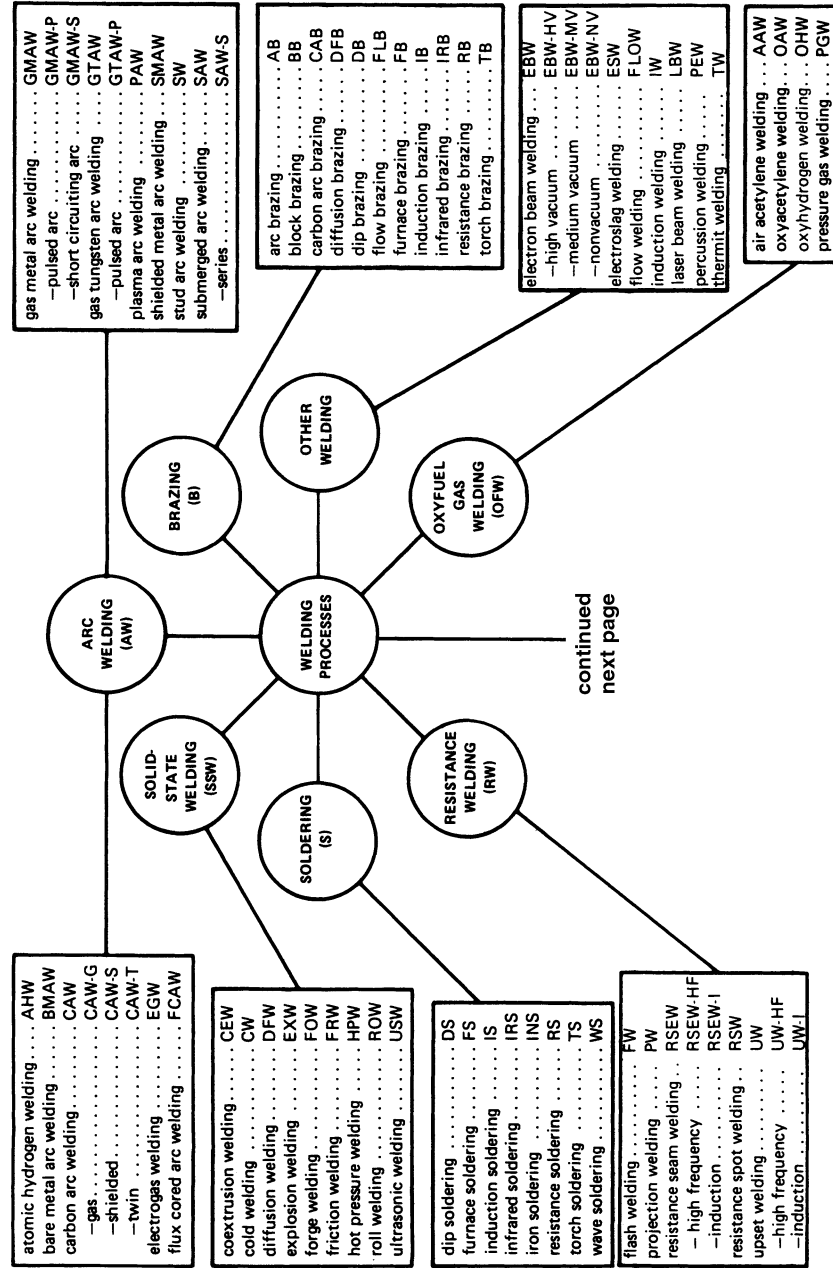 atomic hydrogen welding . . . . AHW
bare metal arc welding . . . . . BMAW
carbon arc welding. . . . . . . . CAW
–gas . . . . . . . . . . . . . . . . . CAW-G
–shielded. . . . . . . . . . . . . . CAW-S
–twin . . . . . . . . . . . . . . . . CAW-T
electrogas welding . . . . . . . . EGW
flux cored arc welding . . . . . FCAW
ARC
WELDING
(AW)
gas metal arc welding . . . . . . . GMAW
–pulsed arc . . . . . . . . . . . . GMAW-P
–short circuiting arc . . . . . GMAW-S
gas tungsten arc welding . . . . GTAW
–pulsed arc . . . . . . . . . . . . GTAW-P
plasma arc welding . . . . . . . . PAW
shielded metal arc welding . . . SMAW
stud arc welding . . . . . . . . . . SW
submerged arc welding . . . . . SAW
–series. . . . . . . . . . . . . . . . SAW-S
coextrusion welding. . . . . . . CEW
cold welding . . . . . . . . . . . . CW
diffusion welding . . . . . . . . DFW
explosion welding . . . . . . . . EXW
forge welding. . . . . . . . . . . FOW
friction welding . . . . . . . . . FRW
hot pressure welding . . . . . . HPW
roll welding . . . . . . . . . . . . ROW
ultrasonic welding . . . . . . . USW
SOLID-
STATE
WELDING
(SSW)
BRAZING
(B)
arc brazing . . . . . . . . . AB
block brazing . . . . . . . BB
carbon arc brazing . . . . CAB
diffusion brazing . . . . . DFB
dip brazing . . . . . . . . . DB
flow brazing . . . . . . . . FLB
furnace brazing . . . . . . FB
induction brazing . . . . . IB
infrared brazing . . . . . . IRB
resistance brazing . . . . . RB
torch brazing . . . . . . . . TB
SOLDERING
(S)
WELDING
PROCESSES
OTHER
WELDING
dip soldering . . . . . . . . . DS
furnace soldering . . . . . . FS
induction soldering . . . . . IS
infrared soldering . . . . . . IRS
iron soldering . . . . . . . . INS
resistance soldering . . . . . RS
torch soldering . . . . . . . . TS
wave soldering . . . . . . . . WS
electron beam welding . . . EBW
–high vacuum . . . . . . . . EBW-HV
–medium vacuum . . . . . EBW-MV
–nonvacuum . . . . . . . . EBW-NV
electroslag welding . . . . . ESW
flow welding . . . . . . . . . FLOW
induction welding . . . . . . IW
laser beam welding . . . . . LBW
percussion welding . . . . . PEW
thermit welding . . . . . . . TW
RESISTANCE
WELDING
(RW)
OXYFUEL
GAS
WELDING
(OFW)
flash welding . . . . . . . . . . FW
projection welding . . . . . . PW
resistance seam welding . . RSEW
– high frequency . . . . . . RSEW-HF
–induction . . . . . . . . . . RSEW-I
resistance spot welding . . . RSW
upset welding . . . . . . . . . UW
–high frequency . . . . . . UW-HF
–induction . . . . . . . . . . UW-I
continued
next page
air acetylene welding . . . . AAW
oxyacetylene welding. . . . OAW
oxyhydrogen welding. . . . OHW
pressure gas welding . . . . PGW